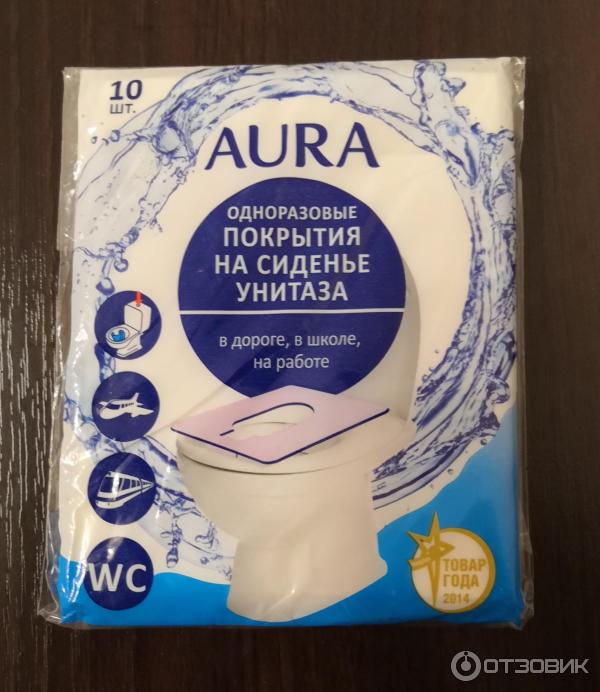 10
шт.
AURA
ОДНОРАЗОВЫЕ
ПОКРЫТИЯ
НА СИДЕНЬЕ
УНИТАЗА
в дороге, в школе,
на работе
WC
ТОВАР
ГОДА
2014
ОТЗОВИК